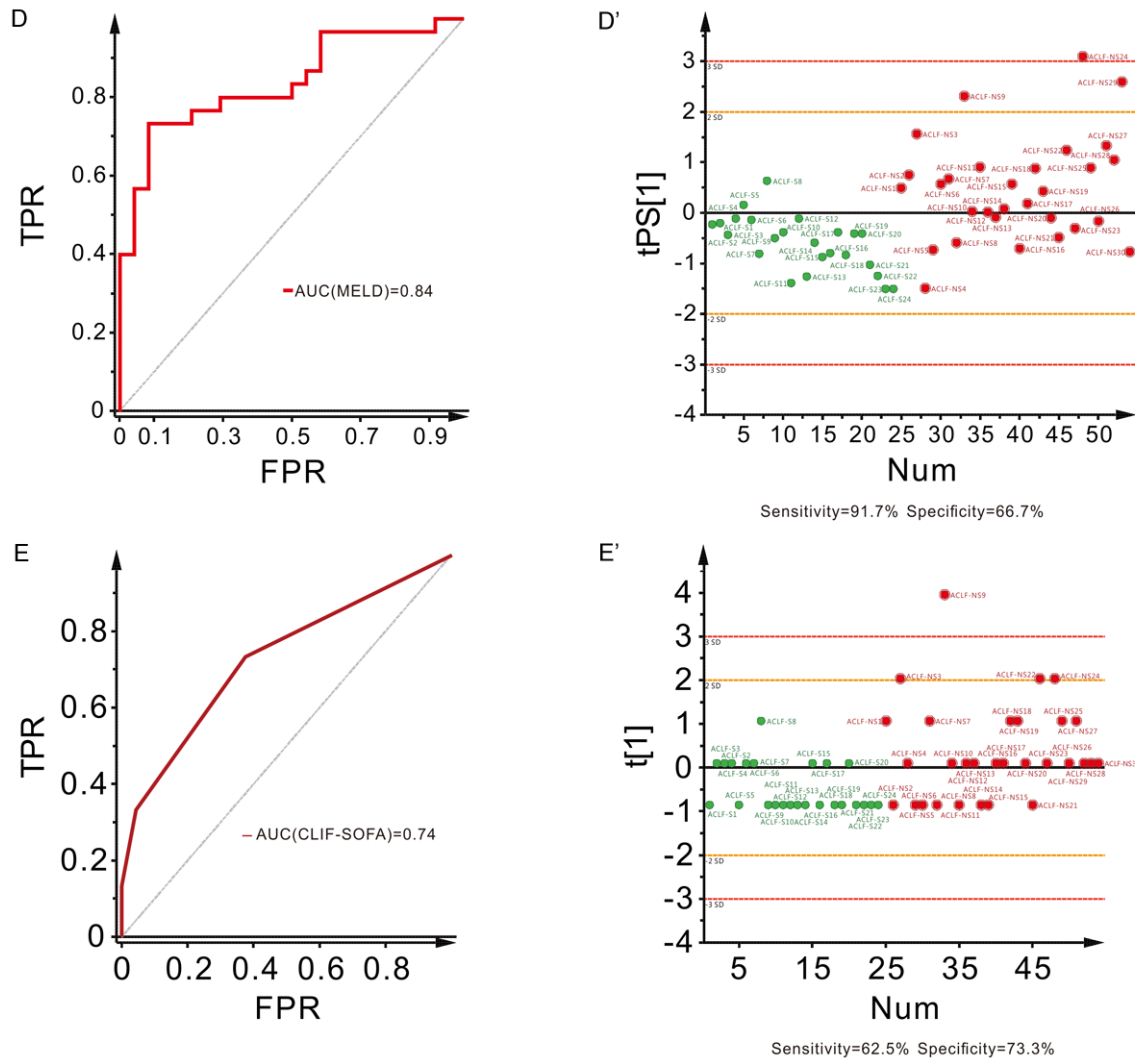 D
TPR
0.8
0.6
0.4
0.2
0
0 0.1 0.3 0.5 0.7 0.9
FPR
AUC(MELD)=0.84
D’
tPS[1]
3
2
1
0
-1
-2
-3
-4
3 SD
2 SD
-2 SD
-3 SD
ACLF-NS24
ACLF-NS29
ACLF-NS9
ACLF-NS3
ACLF-NS27
ACLF-NS22
ACLF-NS28
ACLF-NS11
ACLF-NS18
ACLF-NS25
ACLF-NS2
ACLF-NS7
ACLF-NS1
ACLF-NS6
ACLF-NS15
ACLF-NS19
ACLF-NS14
ACLF-NS17
ACLF-NS10
ACLF-NS26
ACLF-NS12
ACLF-NS20
ACLF-NS13
ACLF-NS23
ACLF-NS21
ACLF-NS8
ACLF-NS5
ACLF-NS16
ACLF-NS30
ACLF-NS4
ACLF-S8
ACLF-S5
ACLF-S4
ACLF-S6
ACLF-S12
ACLF-S1
ACLF-S10
ACLF-S19
ACLF-S3
ACLF-S17
ACLF-S20
ACLF-S2
ACLF-S9
ACLF-S14
ACLF-S16
ACLF-S7
ACLF-S15
ACLF-S18
ACLF-S21
ACLF-S13
ACLF-S22
ACLF-S11
ACLF-S23
ACLF-S24
5 10 15 20 25 30 35 40 45 50
Num
Sensitivity=91.7% Specificity=66.7%
E
TPR
0.8
0.6
0.4
0.2
0
0 0.2 0.4 0.6 0.8
FPR
AUC(CLIF-SOFA)=0.74
E’
t[1]
4
3
2
1
0
-1
-2
-3
-4
3 SD
2 SD
-2 SD
-3 SD
ACLF-NS9
ACLF-NS3
ACLF-NS22
ACLF-NS24
ACLF-S8
ACLF-NS1
ACLF-NS7
ACLF-NS18
ACLF-NS19
ACLF-NS25
ACLF-NS27
ACLF-S3
ACLF-S2
ACLF-S7
ACLF-S4
ACLF-S6
ACLF-S15
ACLF-S17
ACLF-S20
ACLF-NS4
ACLF-NS10
ACLF-NS17
ACLF-NS16
ACLF-NS23
ACLF-NS26
ACLF-NS13
ACLF-NS12
ACLF-NS20
ACLF-NS28
ACLF-NS29
ACLF-NS3
ACLF-S5
ACLF-S1
ACLF-S11
ACLF-S13
ACLF-S12
ACLF-S9
ACLF-S10
ACLF-S14
ACLF-S19
ACLF-S18
ACLF-S16
ACLF-S24
ACLF-S21
ACLF-S23
ACLF-S22
ACLF-NS2
ACLF-NS6
ACLF-NS5
ACLF-NS8
ACLF-NS11
ACLF-NS14
ACLF-NS15
ACLF-NS21
5 15 25 35 45
Num
Sensitivity=62.5% Specificity=73.3%